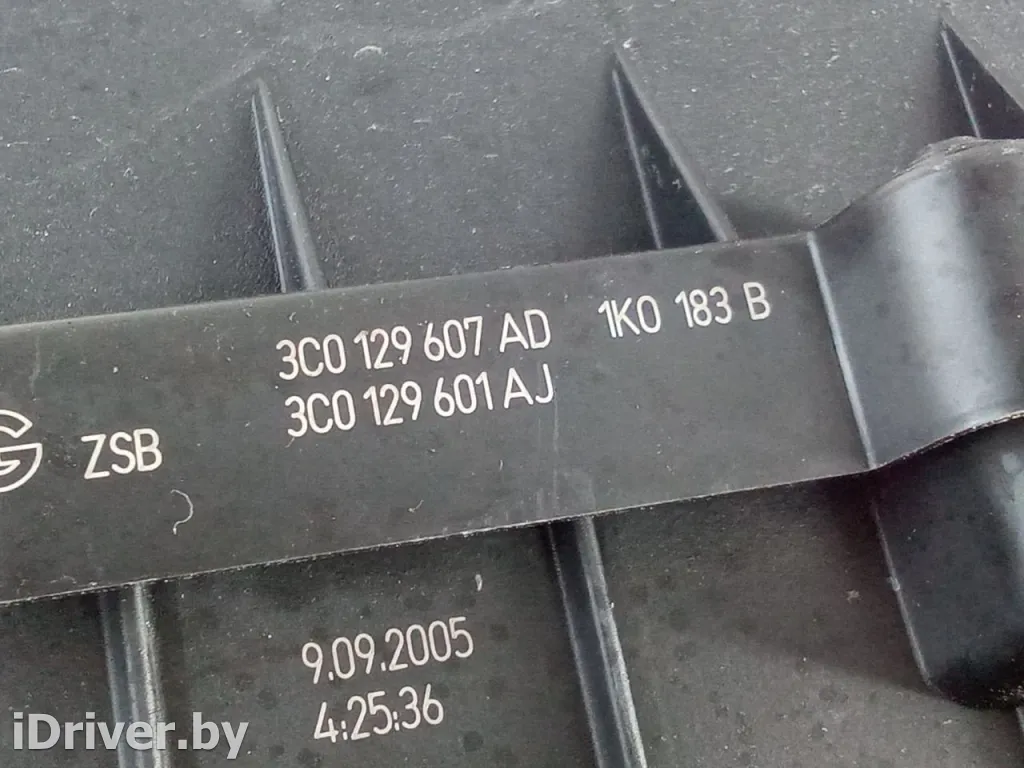 3C0 129 607 AD 1K0 183 B
3C0 129 601 AJ
ZSB
9.09.2005
4:25:36
iDriver.by